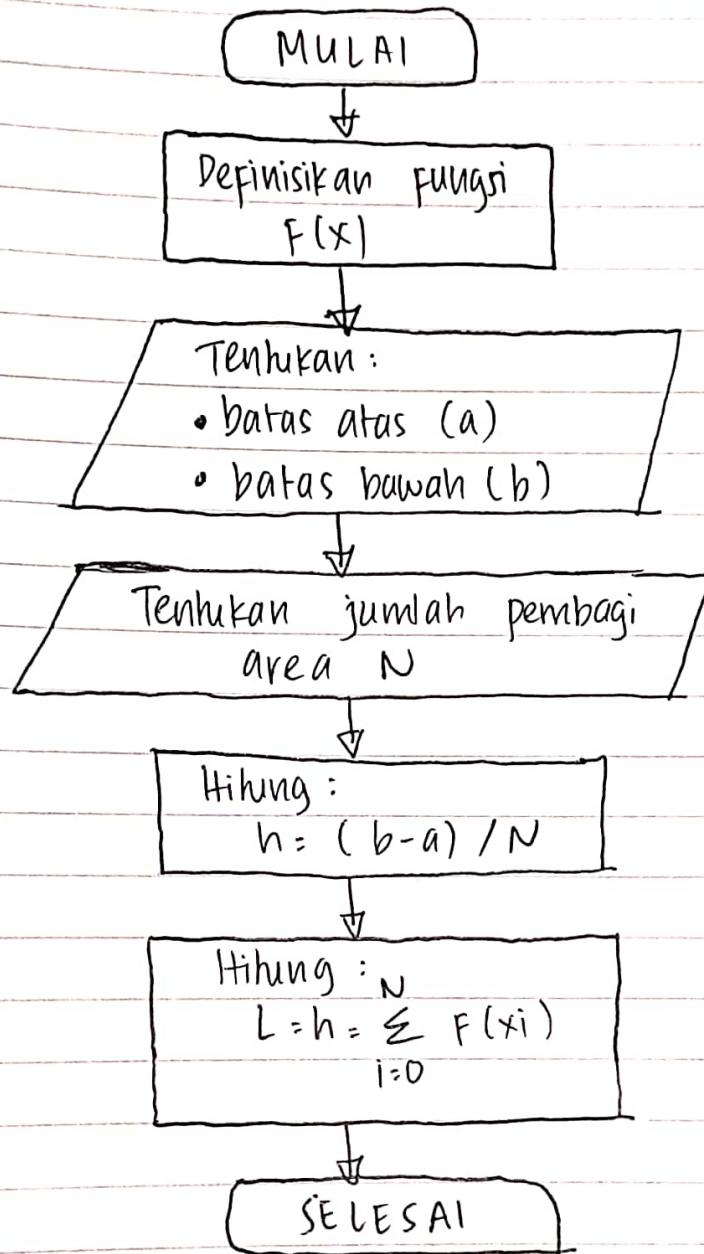 MULAI
Definisikan Fungsi
F(x)
Tentukan :
• batas atas (a)
• batas bawah (b)
Tentukan jumlah pembagi
area N
Hitung :
h = (b-a) / N
Hitung :
N
L = h = Σ F(xi)
i=0
SELESAI